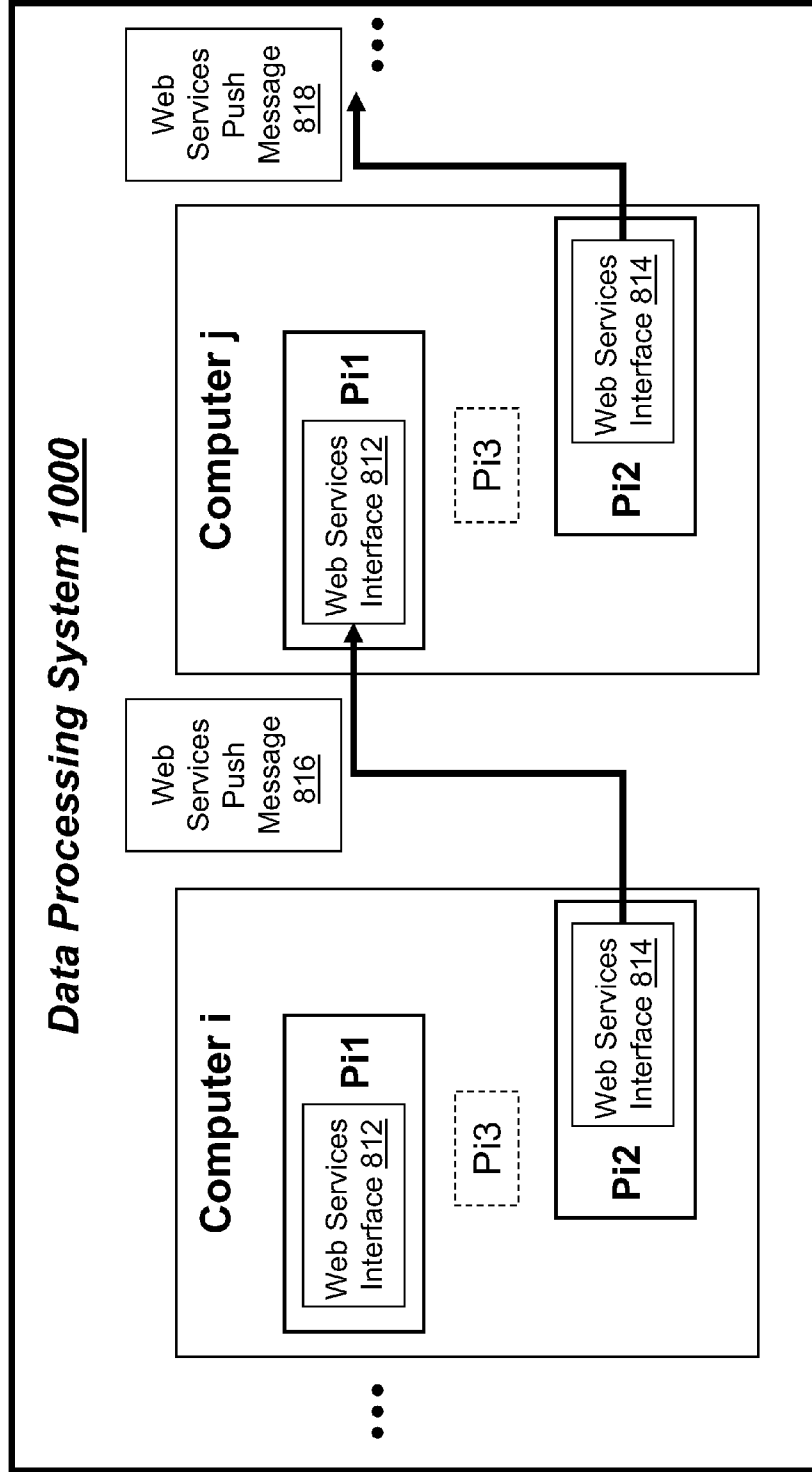 Data Processing System 1000
Computer i
Web Services
Interface 812
Pi1
Pi3
Pi2
Web Services
Interface 814
Web
Services
Push
Message
816
Computer j
Web Services
Interface 812
Pi1
Pi3
Pi2
Web Services
Interface 814
Web
Services
Push
Message
818